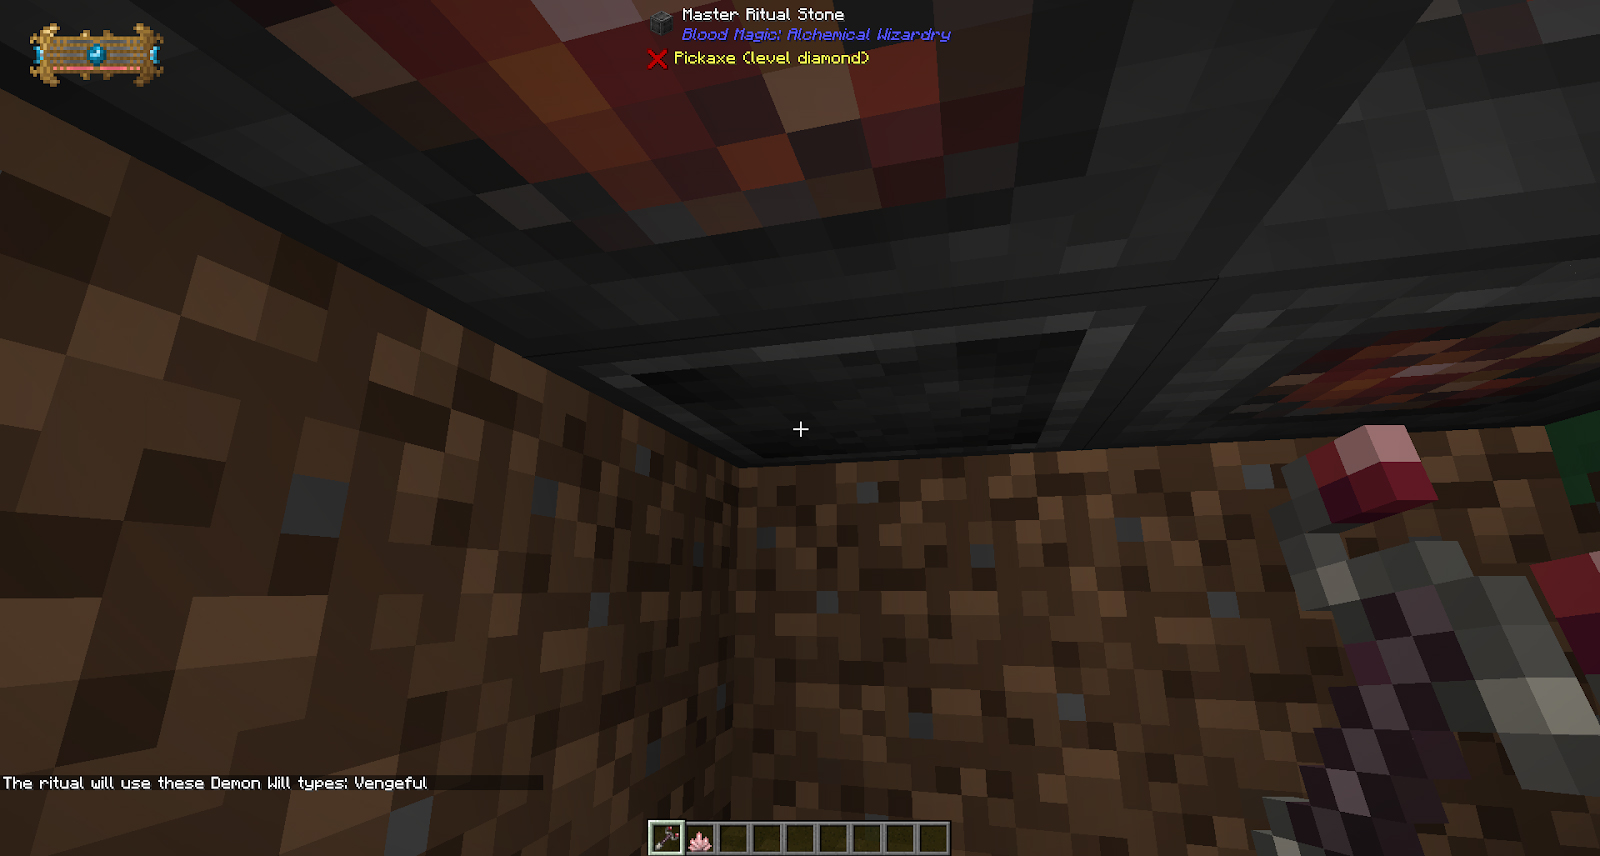 Master Ritual Stone
Blood Magic: Alchemical Wizardry
Pickaxe (level diamond)
The ritual will use these Demon Will types: Vengeful